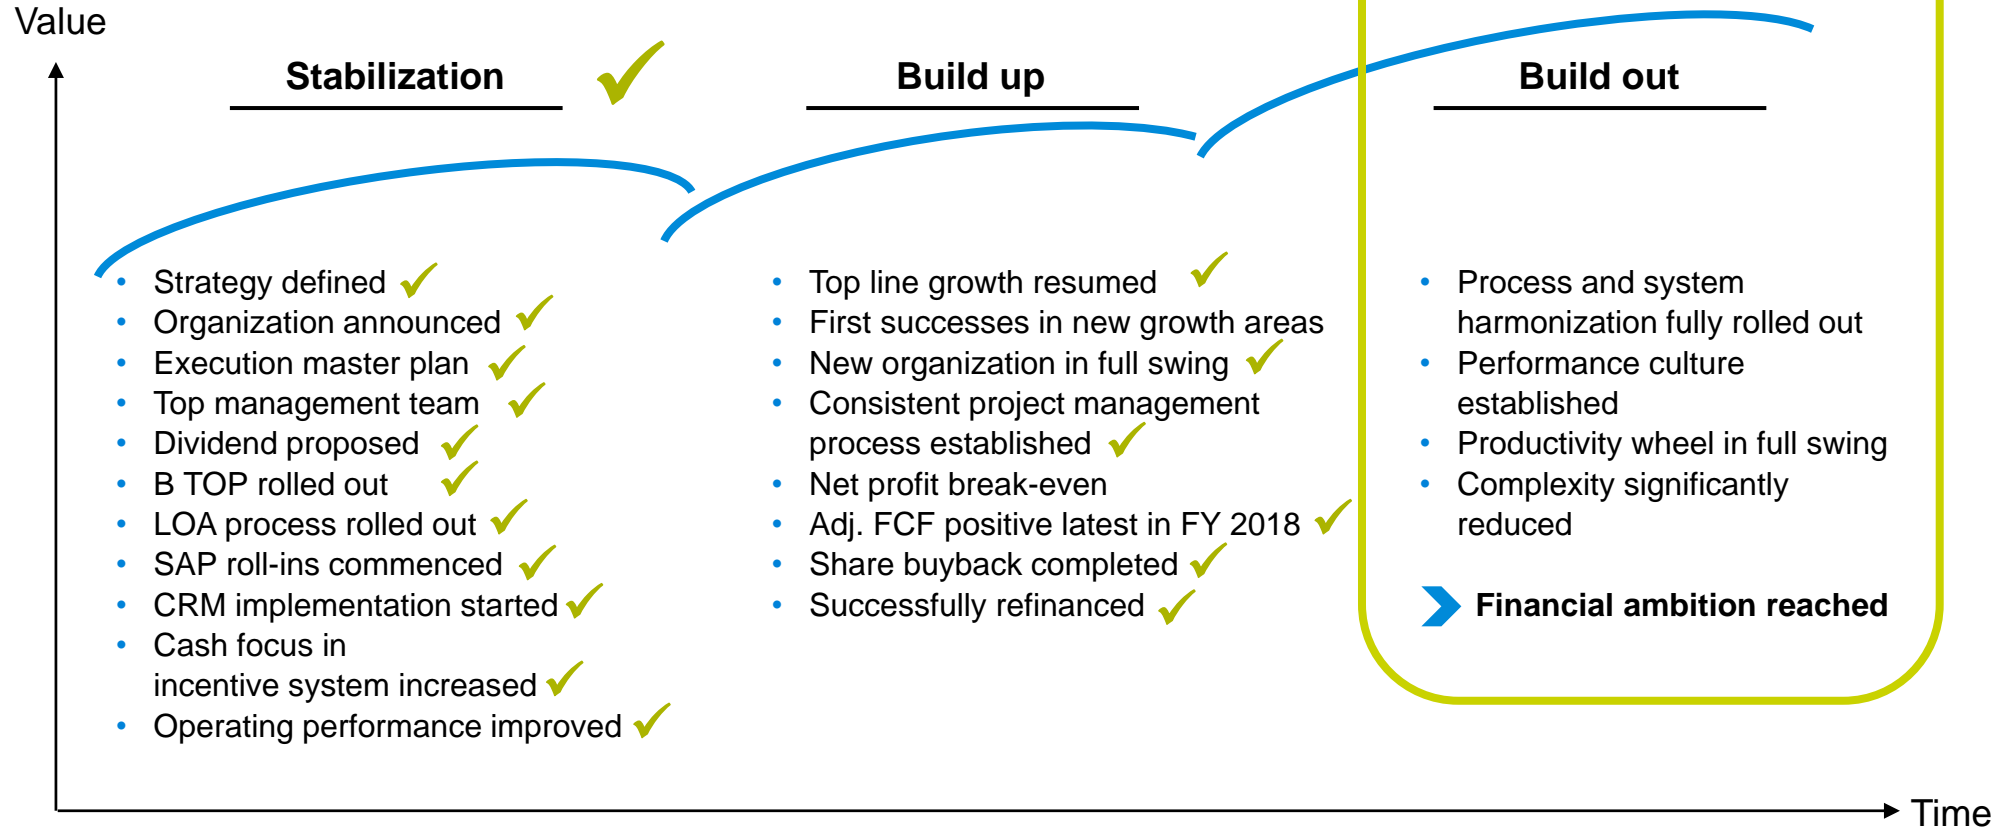 Value
Stabilization
• Strategy defined
• Organization announced
• Execution master plan
• Top management team
• Dividend proposed
• B TOP rolled out
• LOA process rolled out
• SAP roll-ins commenced
• CRM implementation started
• Cash focus in
incentive system increased
• Operating performance improved
Build up
• Top line growth resumed
• First successes in new growth areas
• New organization in full swing
• Consistent project management
process established
• Net profit break-even
• Adj. FCF positive latest in FY 2018
• Share buyback completed
• Successfully refinanced
Build out
• Process and system
harmonization fully rolled out
• Performance culture
established
• Productivity wheel in full swing
• Complexity significantly
reduced
Financial ambition reached
Time